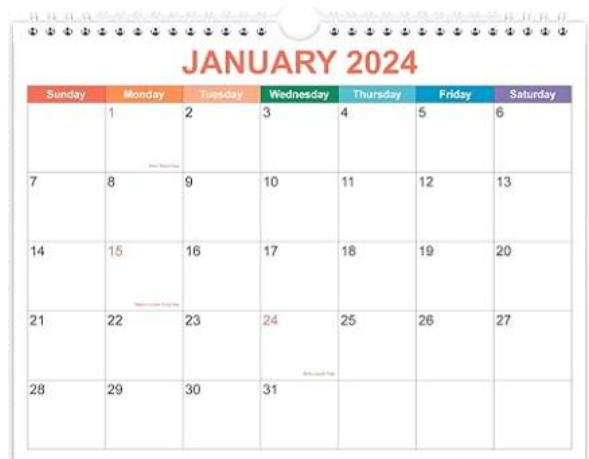 JANUARY 2024
Sunday Monday Tuesday Wednesday Thursday Friday Saturday
1 2 3 4 5 6
7 8 9 10 11 12 13
14 15 16 17 18 19 20
21 22 23 24 25 26 27
28 29 30 31